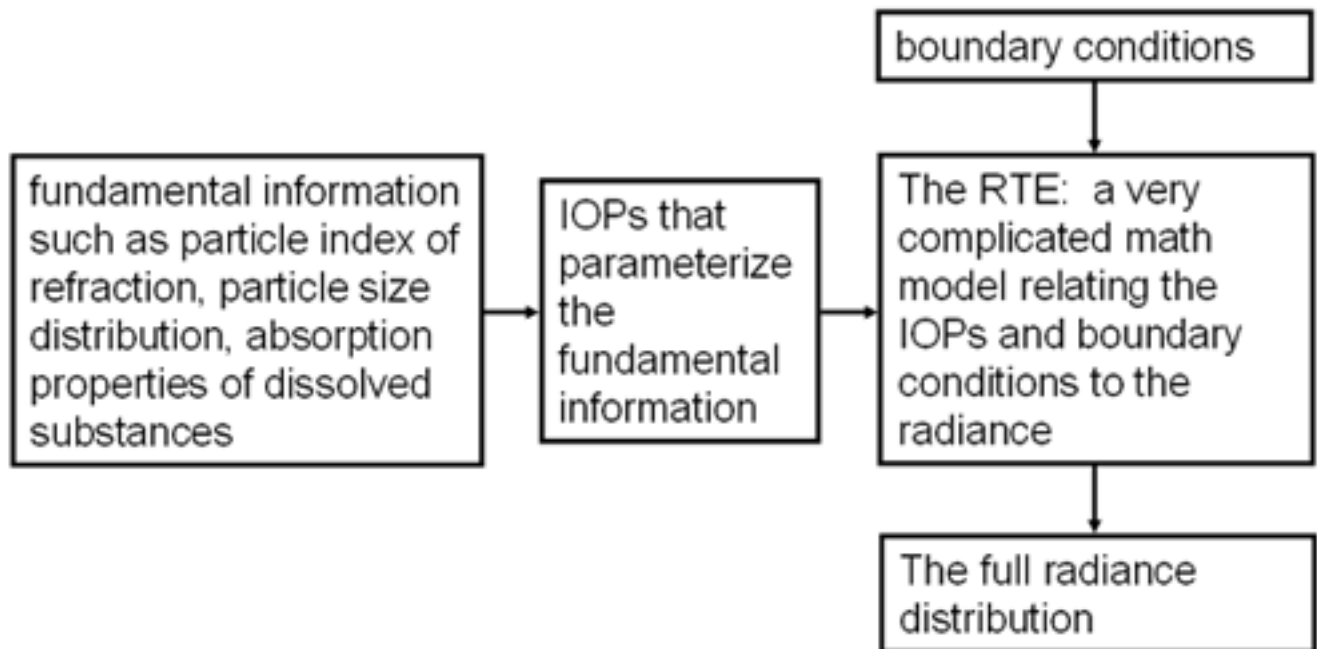 boundary conditions
fundamental information
such as particle index of
refraction, particle size
distribution, absorption
properties of dissolved
substances
IOPs that
parameterize
the
fundamental
information
The RTE: a very
complicated math
model relating the
IOPs and boundary
conditions to the
radiance
The full radiance
distribution